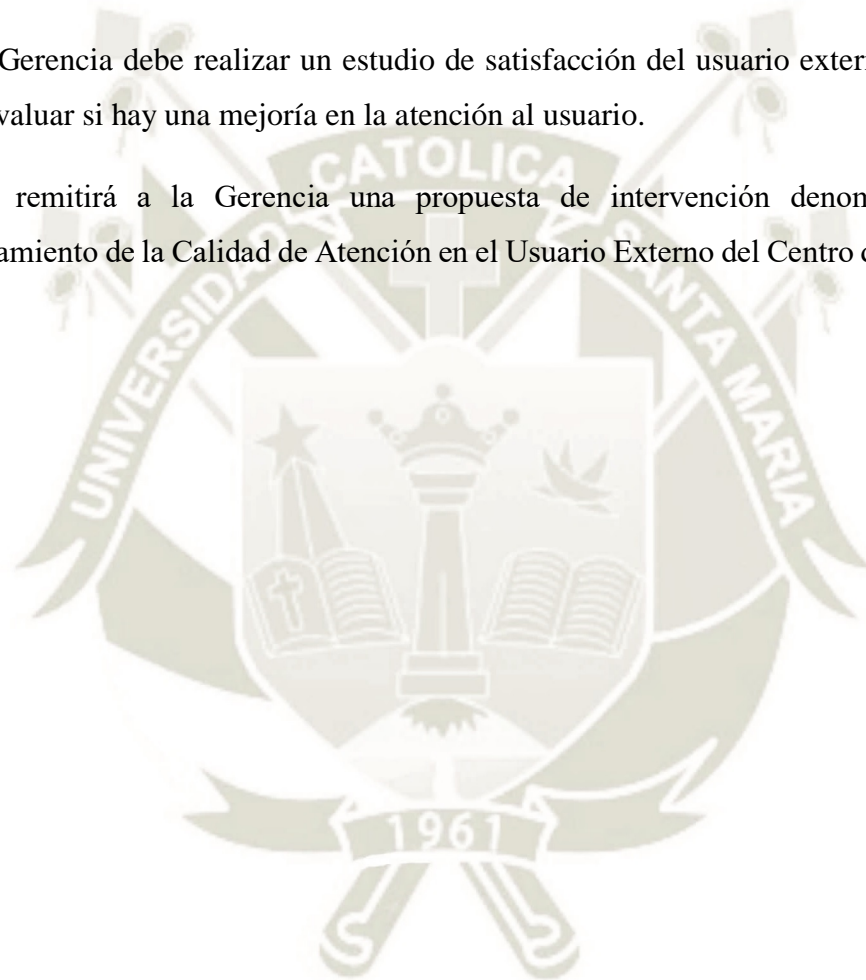 Gerencia debe realizar un estudio de satisfacción del usuario extern
valuar si hay una mejoría en la atención al usuario.
remitirá a la Gerencia una propuesta de intervención denom
amiento de la Calidad de Atención en el Usuario Externo del Centro
UNIVERSIDAD CATOLICA SANTA MARIA
1961